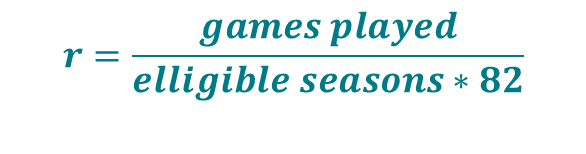 r = games played / elligible seasons * 82